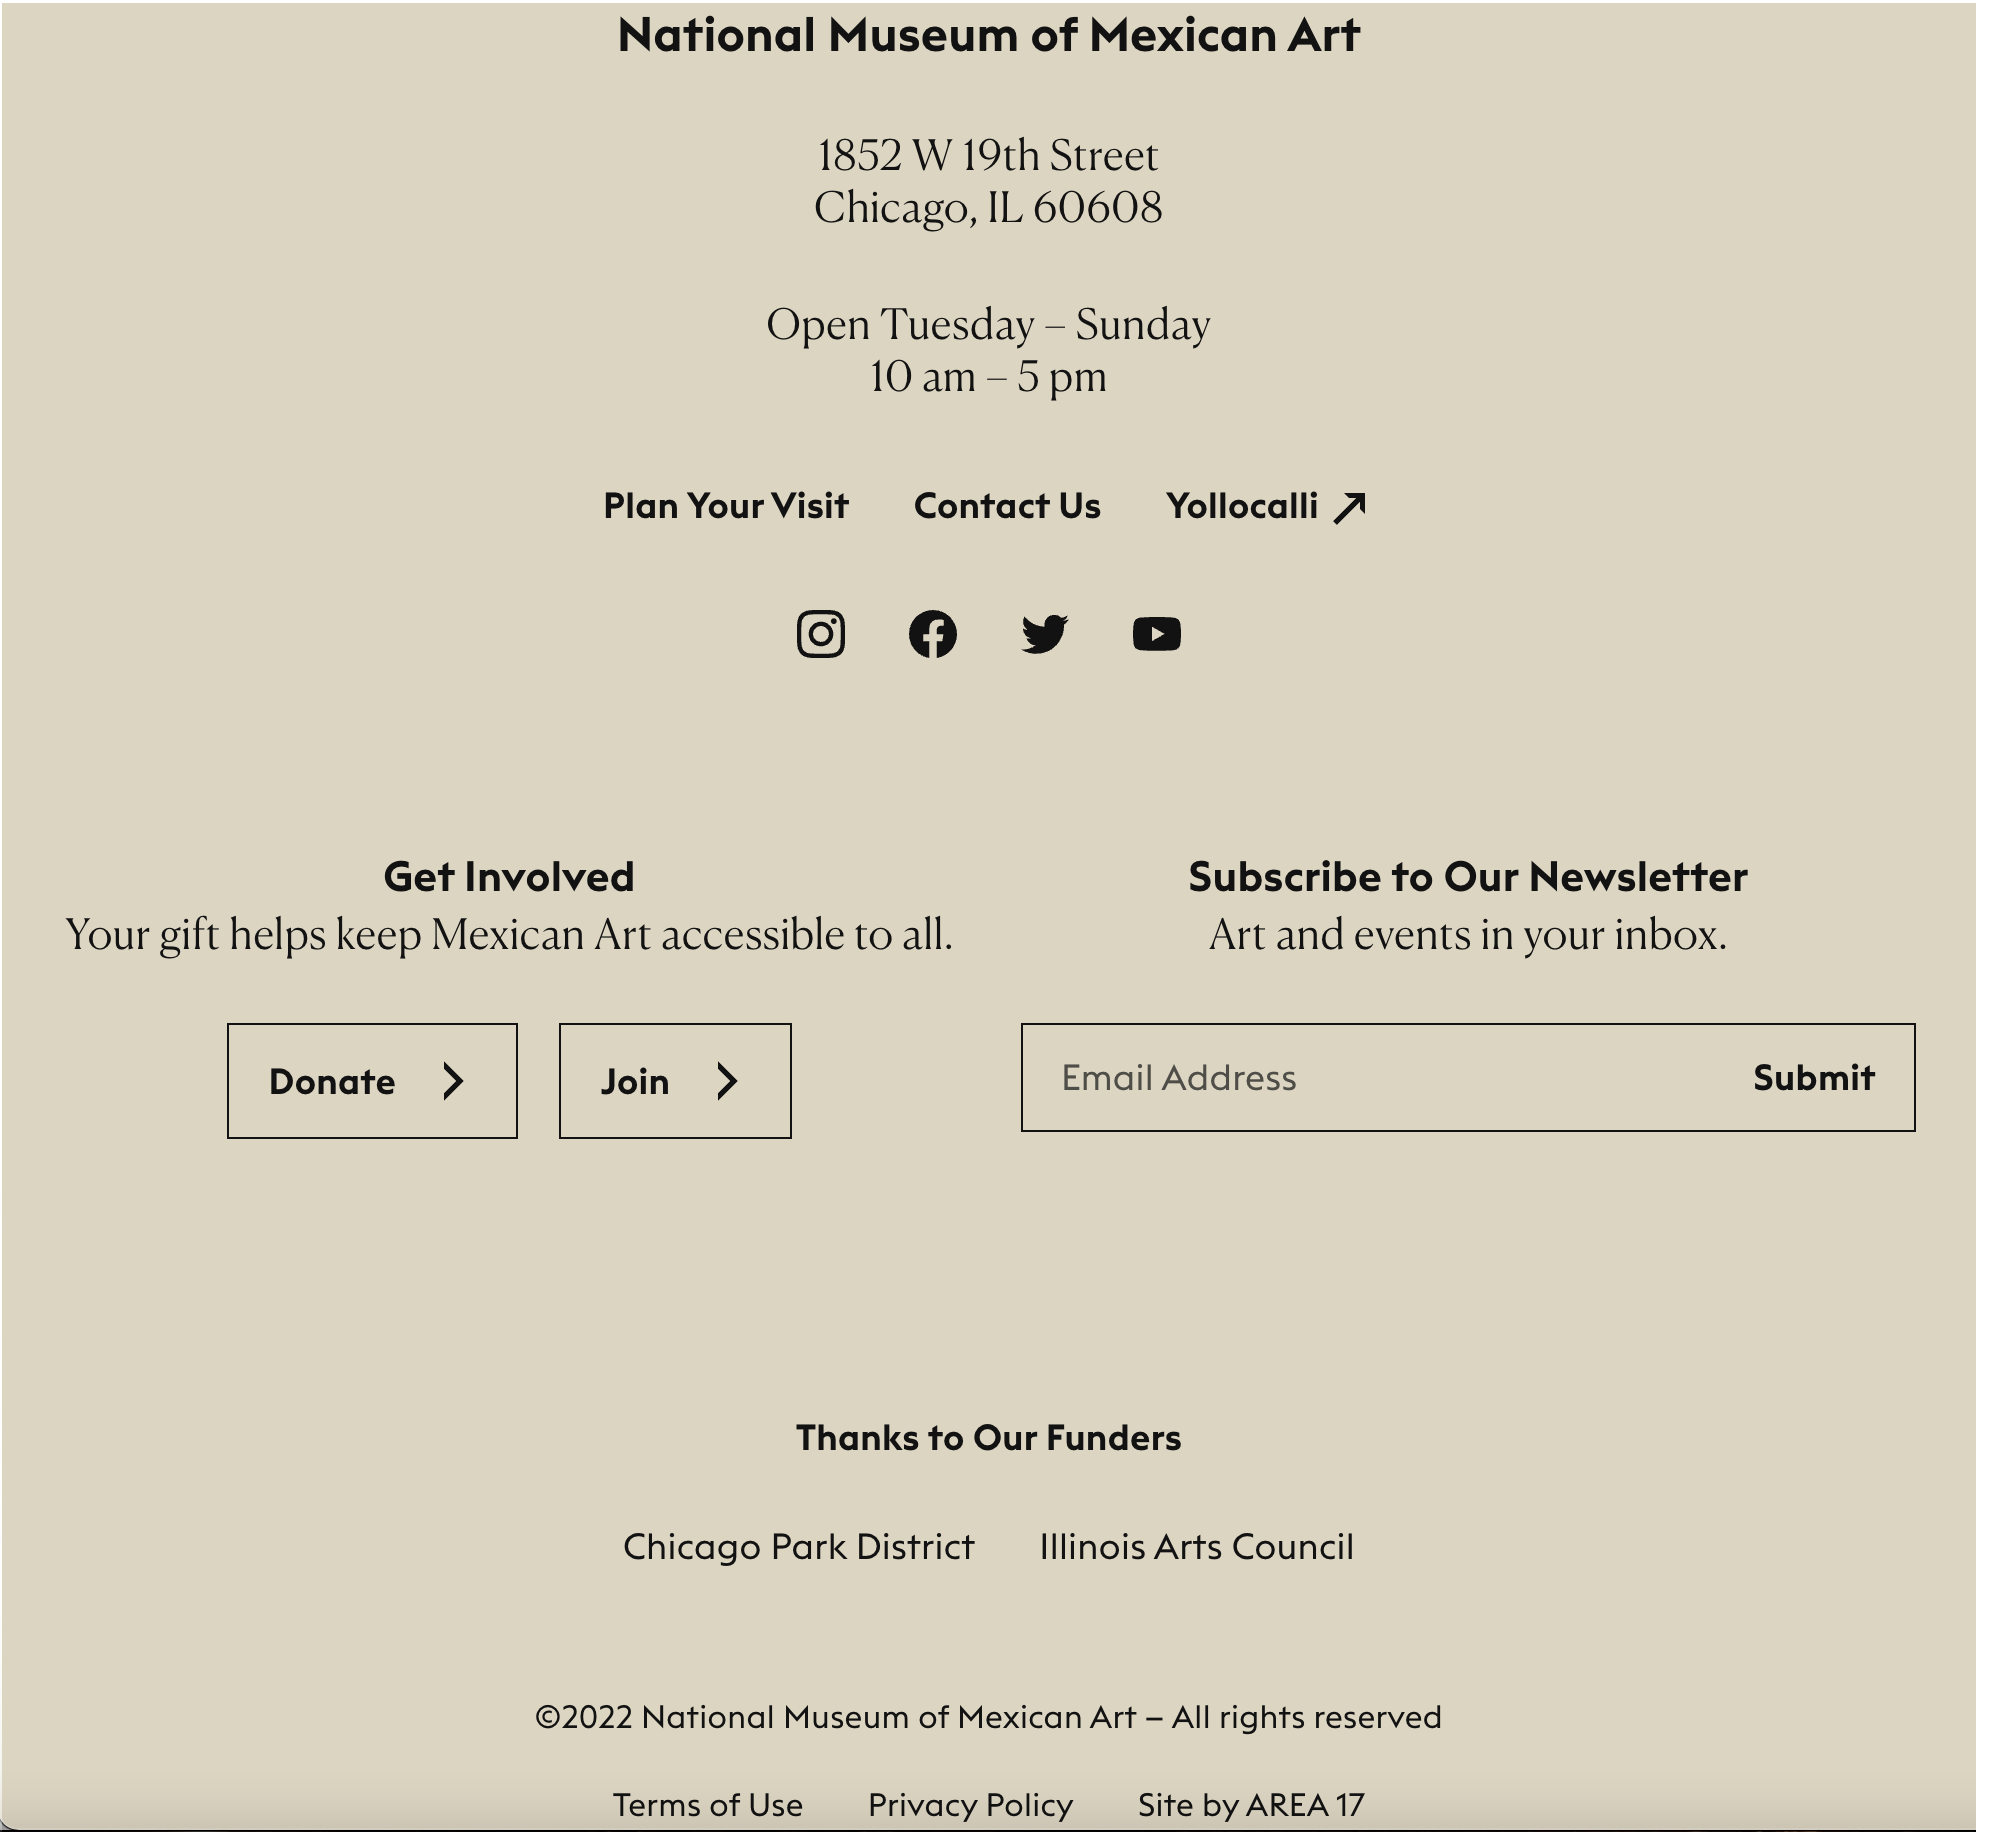 National Museum of Mexican Art
1852 W 19th Street
Chicago, IL 60608
Open Tuesday – Sunday
10 am – 5 pm
Plan Your Visit
Contact Us
Yollocalli
Get Involved
Your gift helps keep Mexican Art accessible to all.
Donate
Join
Subscribe to Our Newsletter
Art and events in your inbox.
Email Address
Submit
Thanks to Our Funders
Chicago Park District
Illinois Arts Council
©2022 National Museum of Mexican Art – All rights reserved
Terms of Use
Privacy Policy
Site by AREA 17